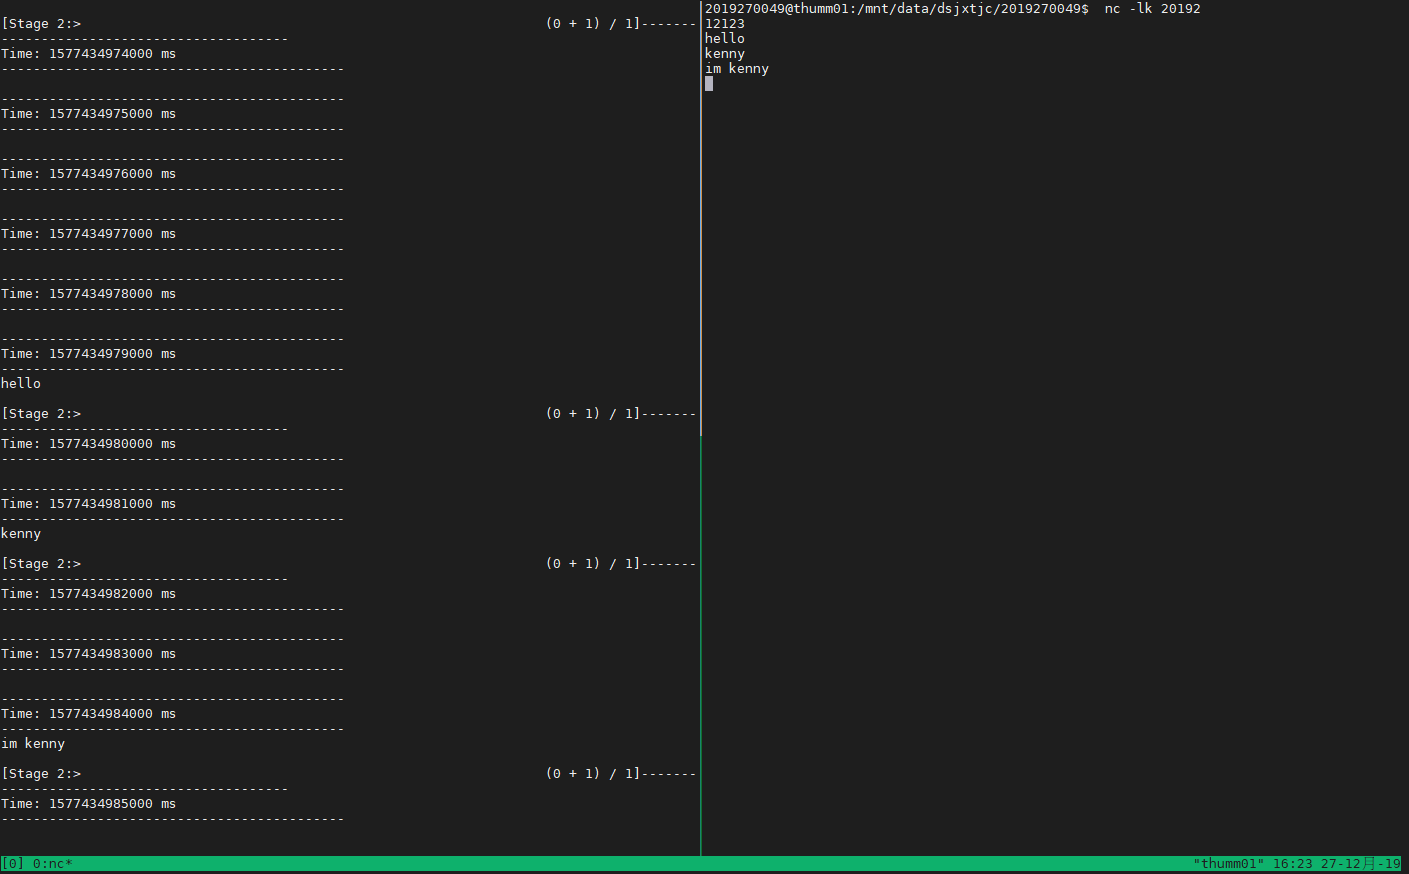 [Stage 2:> (0 + 1) / 1]-------
------------------------------------
Time: 1577434974000 ms
-------------------------------------------

-------------------------------------------
Time: 1577434975000 ms
-------------------------------------------

-------------------------------------------
Time: 1577434976000 ms
-------------------------------------------

-------------------------------------------
Time: 1577434977000 ms
-------------------------------------------

-------------------------------------------
Time: 1577434978000 ms
-------------------------------------------

-------------------------------------------
Time: 1577434979000 ms
-------------------------------------------
hello

[Stage 2:> (0 + 1) / 1]-------
------------------------------------
Time: 1577434980000 ms
-------------------------------------------

-------------------------------------------
Time: 1577434981000 ms
-------------------------------------------
kenny

[Stage 2:> (0 + 1) / 1]-------
------------------------------------
Time: 1577434982000 ms
-------------------------------------------

-------------------------------------------
Time: 1577434983000 ms
-------------------------------------------

-------------------------------------------
Time: 1577434984000 ms
-------------------------------------------
im kenny

[Stage 2:> (0 + 1) / 1]-------
------------------------------------
Time: 1577434985000 ms
-------------------------------------------

2019270049@thumm01:/mnt/data/dsjxtjc/2019270049$  nc -lk 20192
12123
hello
kenny
im kenny
[0] 0:nc* "thumm01" 16:23 27-12月-19